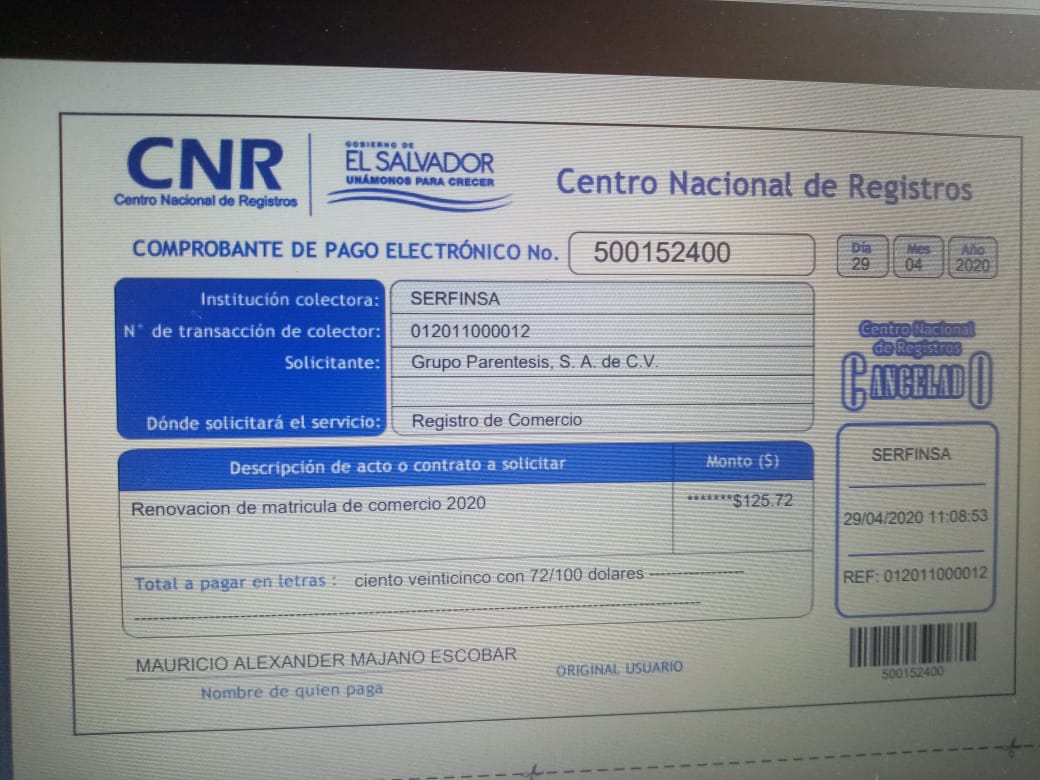 CNR
Centro Nacional de Registros
GOBIERNO DE
EL SALVADOR
UNÁMONOS PARA CRECER
Centro Nacional de Registros
COMPROBANTE DE PAGO ELECTRÓNICO No. 500152400
Día Mes Año
29 04 2020
Institución colectora: SERFINSA
N° de transacción de colector: 012011000012
Solicitante: Grupo Parentesis, S. A. de C.V.
Dónde solicitará el servicio: Registro de Comercio
Centro Nacional
de Registros
CANCELADO
Descripción de acto o contrato a solicitar Monto ($)
Renovacion de matricula de comercio 2020 *******$125.72
Total a pagar en letras : ciento veinticinco con 72/100 dolares ----------------
SERFINSA
29/04/2020 11:08:53
REF: 012011000012
500152400
MAURICIO ALEXANDER MAJANO ESCOBAR
Nombre de quien paga
ORIGINAL USUARIO